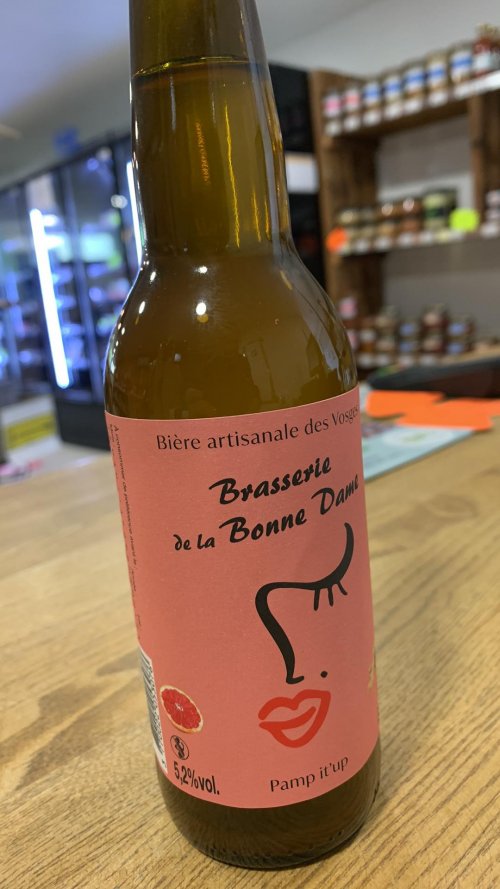 Bière artisanale des Vosges
Brasserie
de la Bonne Dame
5,2%vol.
Pamp it'up